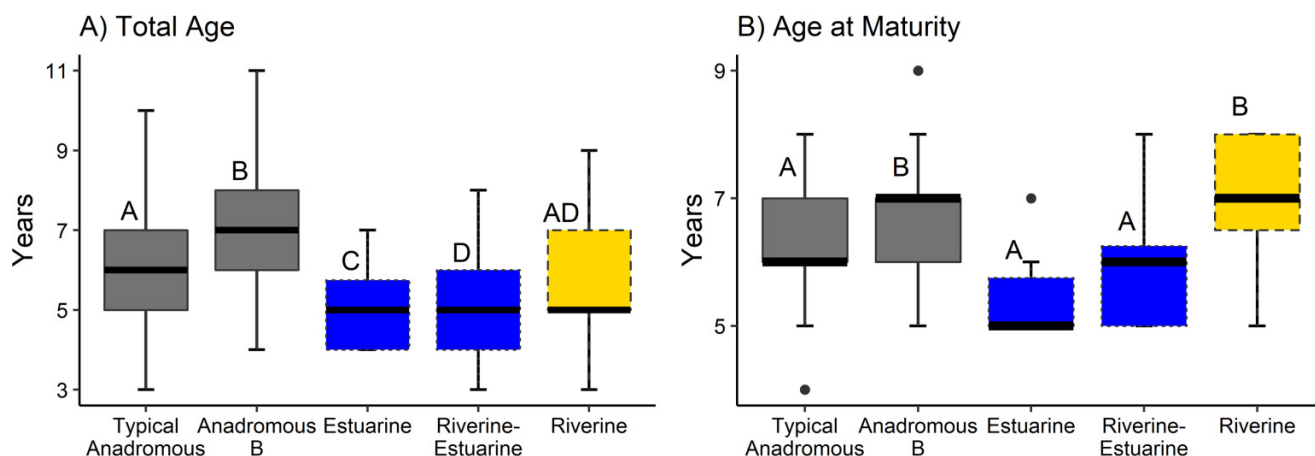 A) Total Age
Years
11
9
7
5
3
A
B
C
D
AD
Typical
Anadromous
Anadromous
B
Estuarine
Riverine-
Estuarine
Riverine
B) Age at Maturity
Years
9
7
5
A
B
A
A
B
Typical
Anadromous
Anadromous
B
Estuarine
Riverine-
Estuarine
Riverine